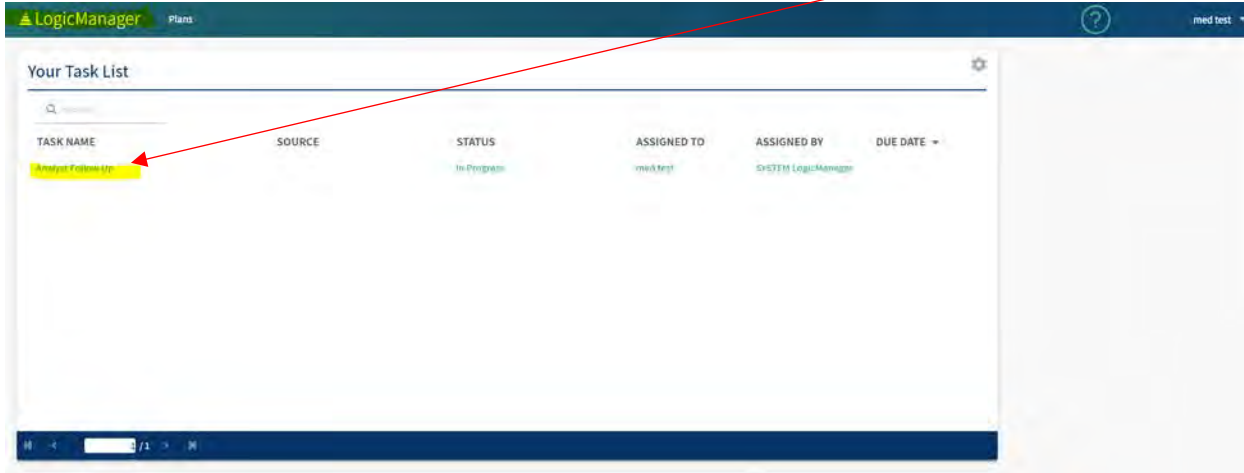 LogicManager Plans ? med test
Your Task List
TASK NAME SOURCE STATUS ASSIGNED TO ASSIGNED BY DUE DATE
Analyst Follow Up In Progress med test SYSTEM LogicManager
1 /1